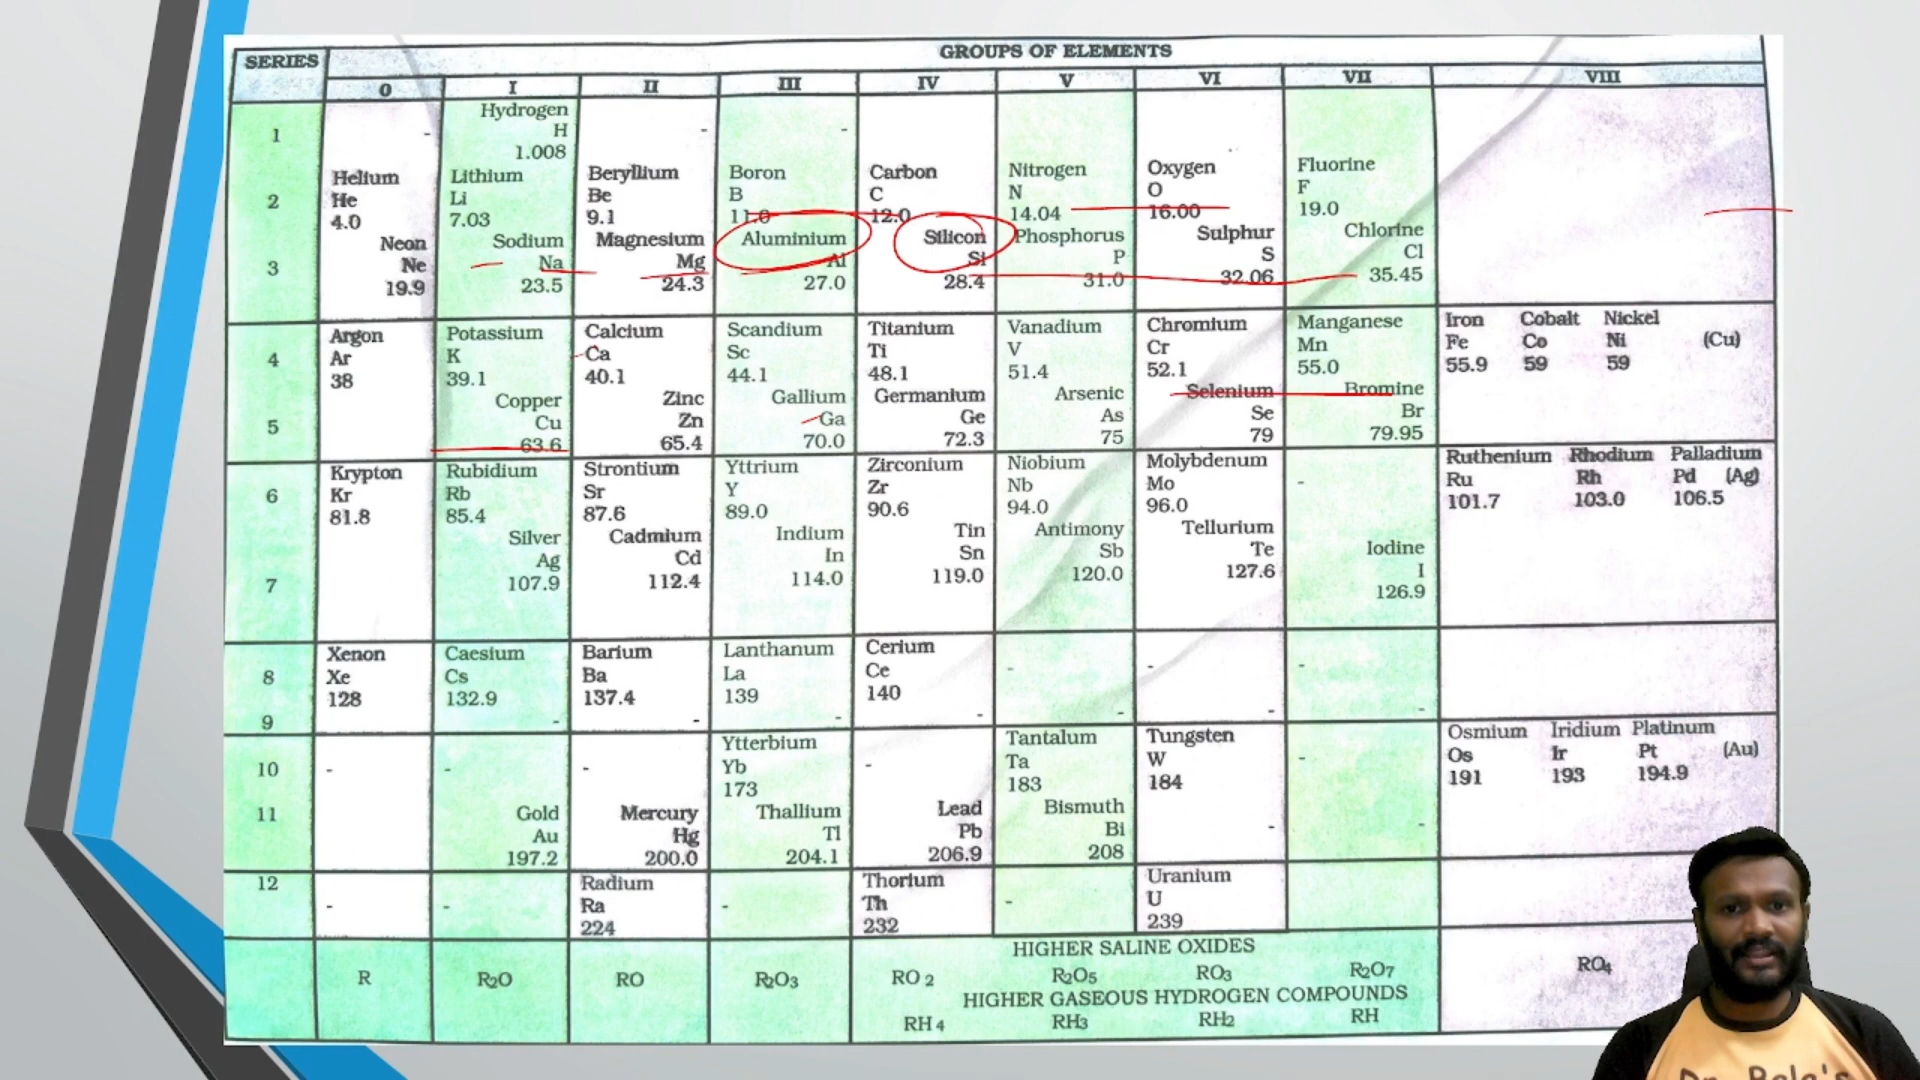 GROUPS OF ELEMENTS
SERIES
0 I II III IV V VI VII VIII
1 - Hydrogen - -
H
1.008
2 Helium Lithium Beryllium Boron Carbon Nitrogen Oxygen Fluorine
He Li Be B C N O F
4.0 7.03 9.1 11.0 12.0 14.04 16.00 19.0
3 Neon Sodium Magnesium Aluminium Silicon Phosphorus Sulphur Chlorine
Ne Na Mg Al Si P S Cl
19.9 23.5 24.3 27.0 28.4 31.0 32.06 35.45
4 Argon Potassium Calcium Scandium Titanium Vanadium Chromium Manganese Iron Cobalt Nickel
Ar K Ca Sc Ti V Cr Mn Fe Co Ni (Cu)
38 39.1 40.1 44.1 48.1 51.4 52.1 55.0 55.9 59 59
5 Copper Zinc Gallium Germanium Arsenic Selenium Bromine
Cu Zn Ga Ge As Se Br
63.6 65.4 70.0 72.3 75 79 79.95
6 Krypton Rubidium Strontium Yttrium Zirconium Niobium Molybdenum - Ruthenium Rhodium Palladium
Kr Rb Sr Y Zr Nb Mo Ru Rh Pd (Ag)
81.8 85.4 87.6 89.0 90.6 94.0 96.0 101.7 103.0 106.5
7 Silver Cadmium Indium Tin Antimony Tellurium Iodine
Ag Cd In Sn Sb Te I
107.9 112.4 114.0 119.0 120.0 127.6 126.9
8 Xenon Caesium Barium Lanthanum Cerium - - -
Xe Cs Ba La Ce
128 132.9 137.4 139 140
9 - - - - - - -
10 - - - Ytterbium - Tantalum Tungsten - Osmium Iridium Platinum
Yb Ta W Os Ir Pt (Au)
173 183 184 191 193 194.9
11 Gold Mercury Thallium Lead Bismuth - -
Au Hg Tl Pb Bi
197.2 200.0 204.1 206.9 208
12 - - Radium - Thorium - Uranium
Ra Th U
224 232 239
HIGHER SALINE OXIDES
R R2O RO R2O3 RO2 R2O5 RO3 R2O7 RO4
HIGHER GASEOUS HYDROGEN COMPOUNDS
RH4 RH3 RH2 RH